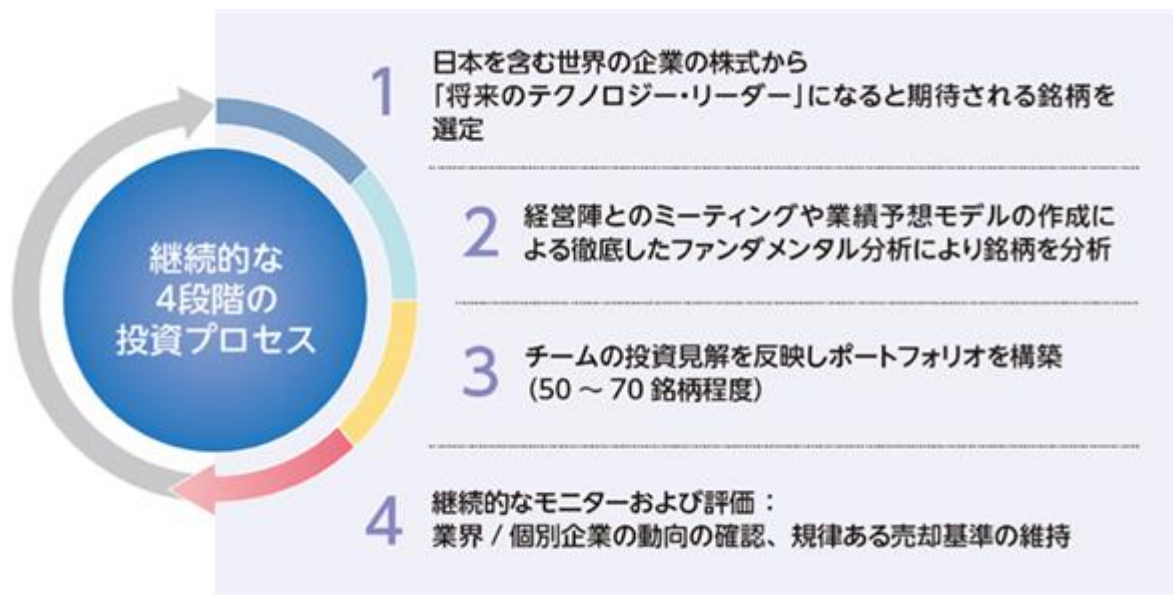 継続的な
4段階の
投資プロセス
1
日本を含む世界の企業の株式から
「将来のテクノロジー・リーダー」になると期待される銘柄を
選定
2
経営陣とのミーティングや業績予想モデルの作成に
よる徹底したファンダメンタル分析により銘柄を分析
3
チームの投資見解を反映しポートフォリオを構築
(50 ~ 70 銘柄程度)
4
継続的なモニターおよび評価：
業界 / 個別企業の動向の確認、規律ある売却基準の維持